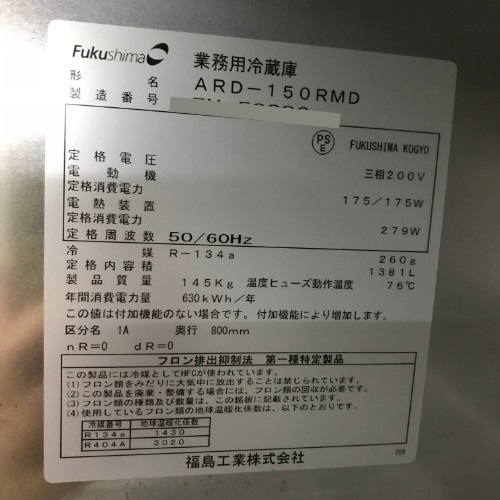 Fukushima 業務用冷蔵庫
形名 ARD-150RMD
製造番号
PSE FUKUSHIMA KOGYO
定格電圧 三相200V
電動機
定格消費電力 175/175W
電熱装置
定格消費電力 279W
定格周波数 50/60Hz
冷媒 R-134a 260g
定格内容積 1381L
製品質量 145Kg 温度ヒューズ動作温度 76℃
年間消費電力量 630kWh/年
この値は付加機能のない場合です。付加機能により増加します。
区分名 1A 奥行 800mm
nR=0 dR=0
フロン排出抑制法 第一種特定製品
この製品には冷媒としてHFCが使われています。
(1)フロン類をみだりに大気中に放出することは禁じられています。
(2)この製品を廃棄・整備する場合には、フロン類の回収が必要です。
(3)フロン類の種類及び数量は、この銘板に記載されています。
(4)使用しているフロン類の地球温暖化係数は、以下のとおりです。
冷媒番号 地球温暖化係数
R134a 1430
R404A 3020
福島工業株式会社